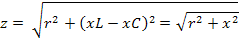 z = √(r² + (xL − xC)²) = √(r² + x²)